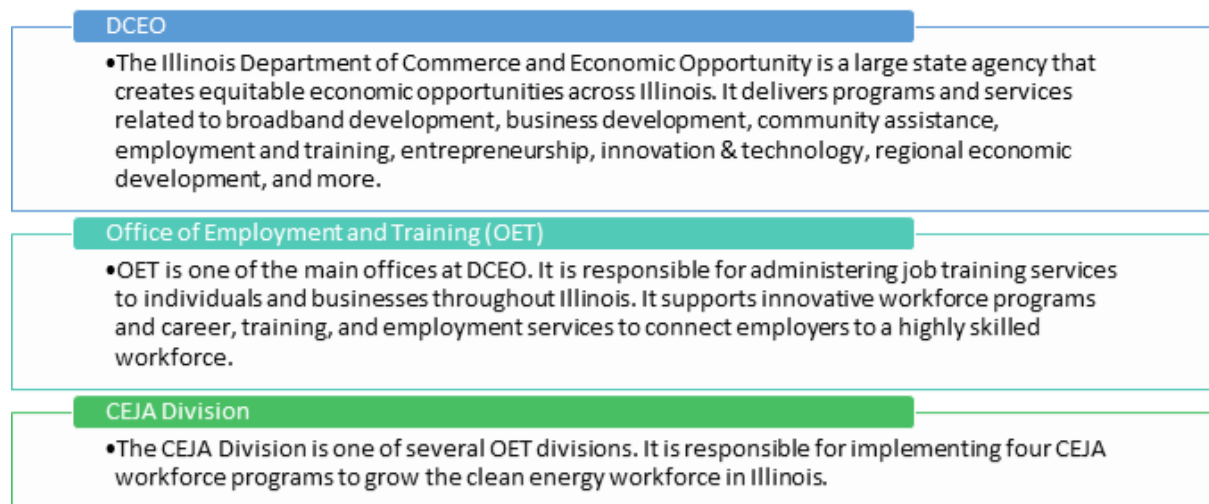 DCEO
•The Illinois Department of Commerce and Economic Opportunity is a large state agency that
creates equitable economic opportunities across Illinois. It delivers programs and services
related to broadband development, business development, community assistance,
employment and training, entrepreneurship, innovation & technology, regional economic
development, and more.
Office of Employment and Training (OET)
•OET is one of the main offices at DCEO. It is responsible for administering job training services
to individuals and businesses throughout Illinois. It supports innovative workforce programs
and career, training, and employment services to connect employers to a highly skilled
workforce.
CEJA Division
•The CEJA Division is one of several OET divisions. It is responsible for implementing four CEJA
workforce programs to grow the clean energy workforce in Illinois.